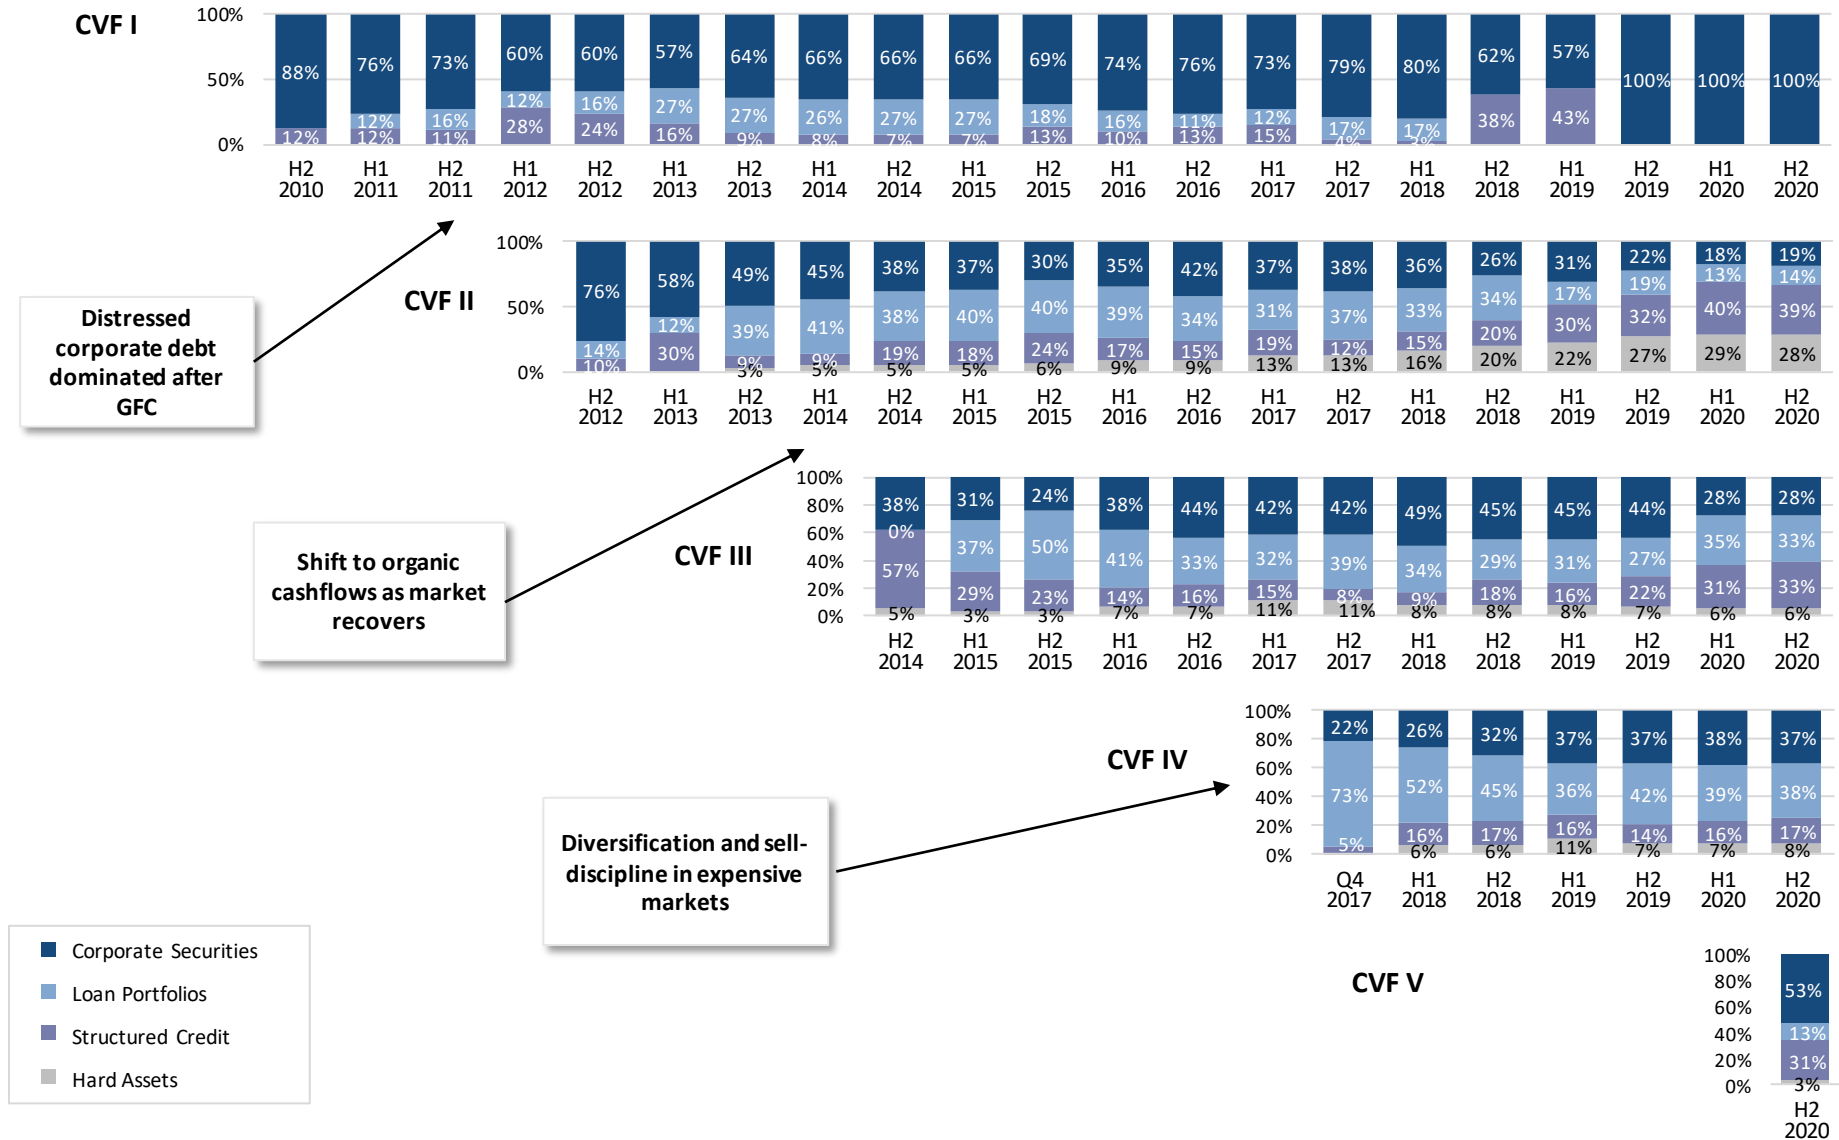 CVF I
100%
50%
0%
88% 76% 73% 60% 60% 57% 64% 66% 66% 66% 69% 74% 76% 73% 79% 80% 62% 57% 100% 100% 100%
12% 16% 12% 16% 27% 27% 26% 27% 27% 18% 16% 11% 12% 17% 17%
12% 12% 11% 28% 24% 16% 9% 8% 7% 7% 13% 10% 13% 15% 4% 3% 38% 43%
H2 H1 H2 H1 H2 H1 H2 H1 H2 H1 H2 H1 H2 H1 H2 H1 H2 H1 H2 H1 H2
2010 2011 2011 2012 2012 2013 2013 2014 2014 2015 2015 2016 2016 2017 2017 2018 2018 2019 2019 2020 2020
Distressed
corporate debt
dominated after
GFC
CVF II
100%
50%
0%
76% 58% 49% 45% 38% 37% 30% 35% 42% 37% 38% 36% 26% 31% 22% 18% 19%
14% 12% 39% 41% 38% 40% 40% 39% 34% 31% 37% 33% 34% 17% 19% 13% 14%
10% 30% 9% 9% 19% 18% 24% 17% 15% 19% 12% 15% 20% 30% 32% 40% 39%
3% 5% 5% 5% 6% 9% 9% 13% 13% 16% 20% 22% 27% 29% 28%
H2 H1 H2 H1 H2 H1 H2 H1 H2 H1 H2 H1 H2 H1 H2 H1 H2
2012 2013 2013 2014 2014 2015 2015 2016 2016 2017 2017 2018 2018 2019 2019 2020 2020
Shift to organic
cashflows as market
recovers
CVF III
100%
80%
60%
40%
20%
0%
38% 31% 24% 38% 44% 42% 42% 49% 45% 45% 44% 28% 28%
0% 37% 50% 41% 33% 32% 39% 34% 29% 31% 27% 35% 33%
57% 29% 23% 14% 16% 15% 8% 9% 18% 16% 22% 31% 33%
5% 3% 3% 7% 7% 11% 11% 8% 8% 8% 7% 6% 6%
H2 H1 H2 H1 H2 H1 H2 H1 H2 H1 H2 H1 H2
2014 2015 2015 2016 2016 2017 2017 2018 2018 2019 2019 2020 2020
Diversification and sell-
discipline in expensive
markets
CVF IV
100%
80%
60%
40%
20%
0%
22% 26% 32% 37% 37% 38% 37%
73% 52% 45% 36% 42% 39% 38%
5% 16% 17% 16% 14% 16% 17%
6% 6% 11% 7% 7% 8%
Q4 H1 H2 H1 H2 H1 H2
2017 2018 2018 2019 2019 2020 2020
Corporate Securities
Loan Portfolios
Structured Credit
Hard Assets
CVF V
100%
80%
60%
40%
20%
0%
53%
13%
31%
3%
H2
2020